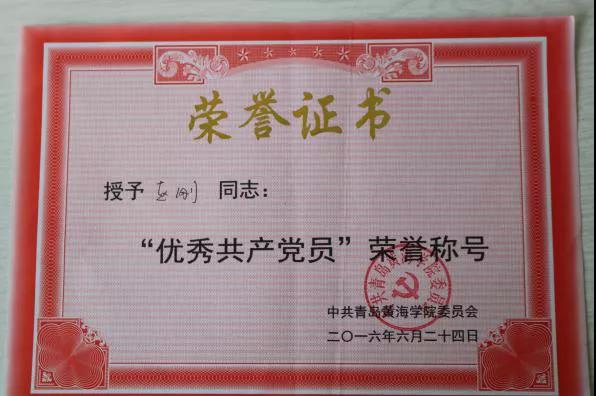 荣誉证书
授予 赵刚 同志：
“优秀共产党员”荣誉称号
中共青岛黄海学院委员会
二〇一六年六月二十四日